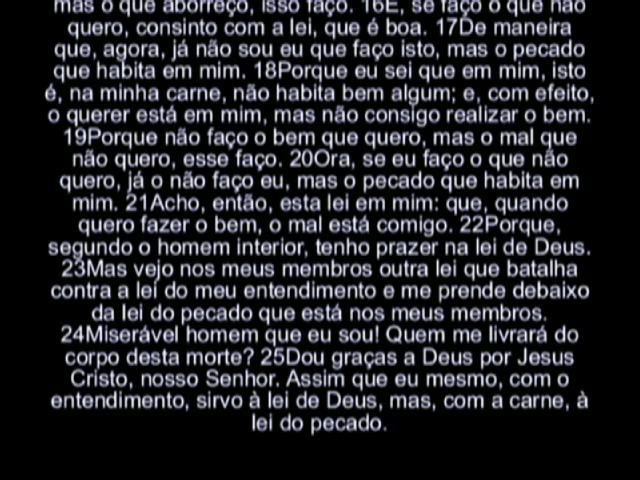 mas o que aborreço, isso faço. 16E, se faço o que não
quero, consinto com a lei, que é boa. 17De maneira
que, agora, já não sou eu que faço isto, mas o pecado
que habita em mim. 18Porque eu sei que em mim, isto
é, na minha carne, não habita bem algum; e, com efeito,
o querer está em mim, mas não consigo realizar o bem.
19Porque não faço o bem que quero, mas o mal que
não quero, esse faço. 20Ora, se eu faço o que não
quero, já o não faço eu, mas o pecado que habita em
mim. 21Acho, então, esta lei em mim: que, quando
quero fazer o bem, o mal está comigo. 22Porque,
segundo o homem interior, tenho prazer na lei de Deus.
23Mas vejo nos meus membros outra lei que batalha
contra a lei do meu entendimento e me prende debaixo
da lei do pecado que está nos meus membros.
24Miserável homem que eu sou! Quem me livrará do
corpo desta morte? 25Dou graças a Deus por Jesus
Cristo, nosso Senhor. Assim que eu mesmo, com o
entendimento, sirvo à lei de Deus, mas, com a carne, à
lei do pecado.